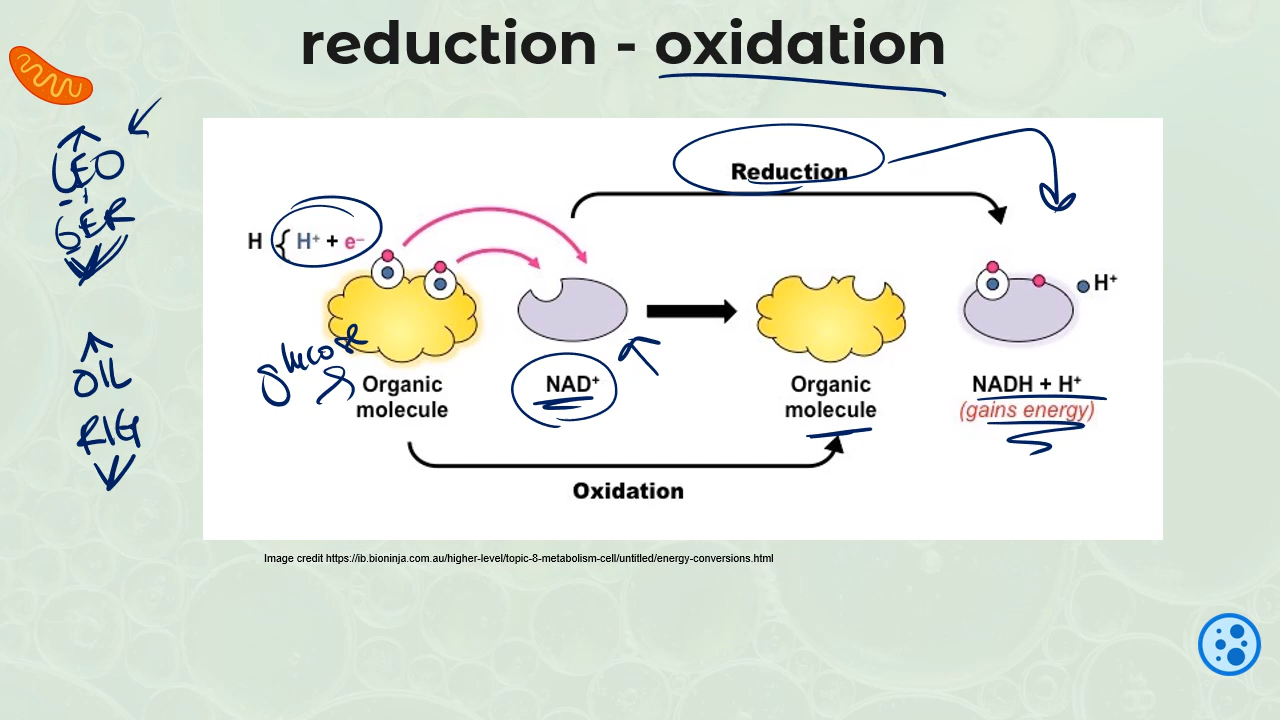 reduction - oxidation
LEO
GER
OIL
RIG
Reduction
H { H⁺ + e⁻
H⁺
glucose
Organic
molecule
NAD⁺
Organic
molecule
NADH + H⁺
(gains energy)
Oxidation
Image credit https://ib.bioninja.com.au/higher-level/topic-8-metabolism-cell/untitled/energy-conversions.html